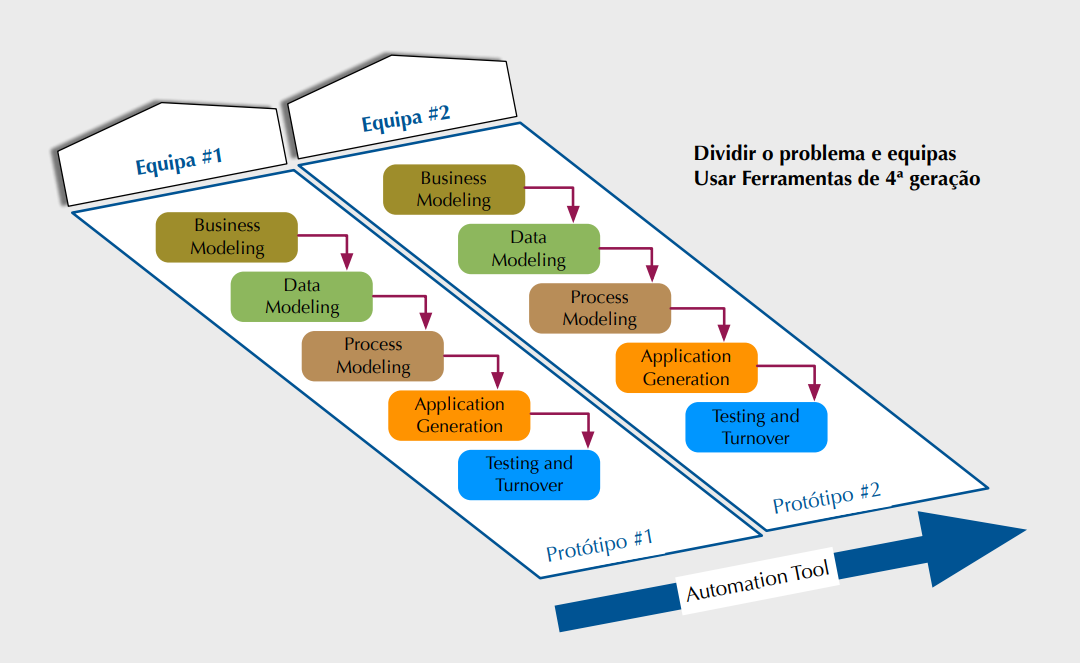 Equipa #1
Equipa #2
Dividir o problema e equipas
Usar Ferramentas de 4ª geração
Business
Modeling
Data
Modeling
Process
Modeling
Application
Generation
Testing and
Turnover
Protótipo #1
Business
Modeling
Data
Modeling
Process
Modeling
Application
Generation
Testing and
Turnover
Protótipo #2
Automation Tool